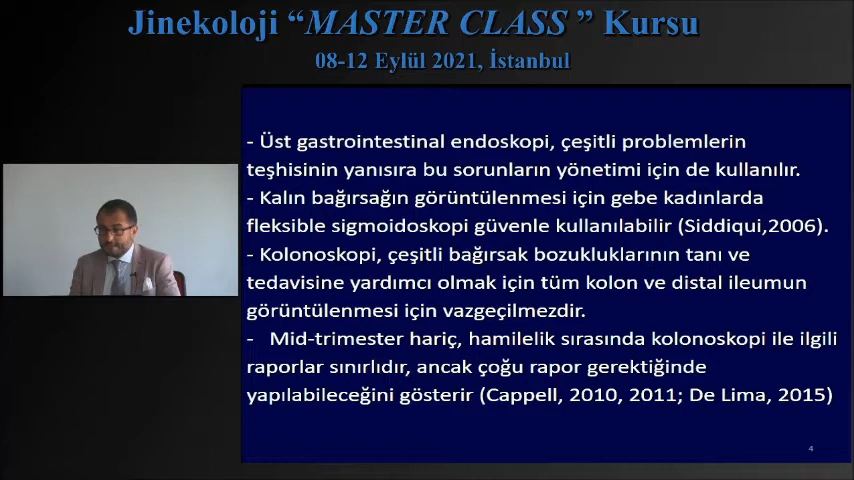 Jinekoloji “MASTER CLASS ” Kursu
08-12 Eylül 2021, İstanbul
- Üst gastrointestinal endoskopi, çeşitli problemlerin
teşhisinin yanısıra bu sorunların yönetimi için de kullanılır.
- Kalın bağırsağın görüntülenmesi için gebe kadınlarda
fleksible sigmoidoskopi güvenle kullanılabilir (Siddiqui,2006).
- Kolonoskopi, çeşitli bağırsak bozukluklarının tanı ve
tedavisine yardımcı olmak için tüm kolon ve distal ileumun
görüntülenmesi için vazgeçilmezdir.
- Mid-trimester hariç, hamilelik sırasında kolonoskopi ile ilgili
raporlar sınırlıdır, ancak çoğu rapor gerektiğinde
yapılabileceğini gösterir (Cappell, 2010, 2011; De Lima, 2015)
4